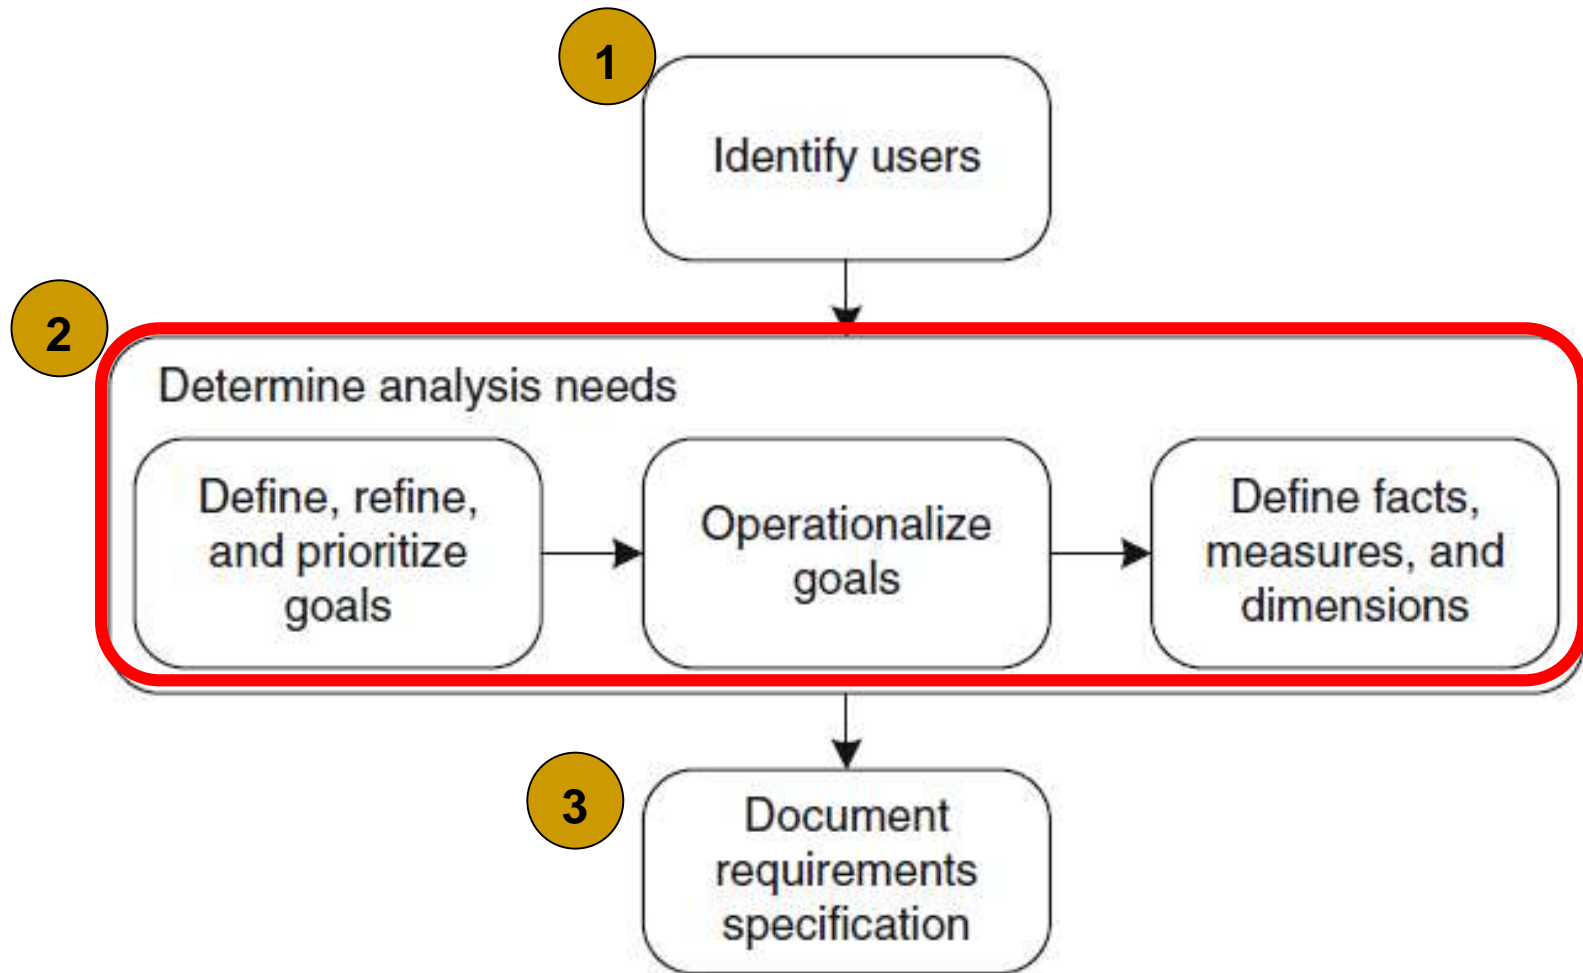 1
Identify users
2
Determine analysis needs
Define, refine,
and prioritize
goals
Operationalize
goals
Define facts,
measures, and
dimensions
3
Document
requirements
specification